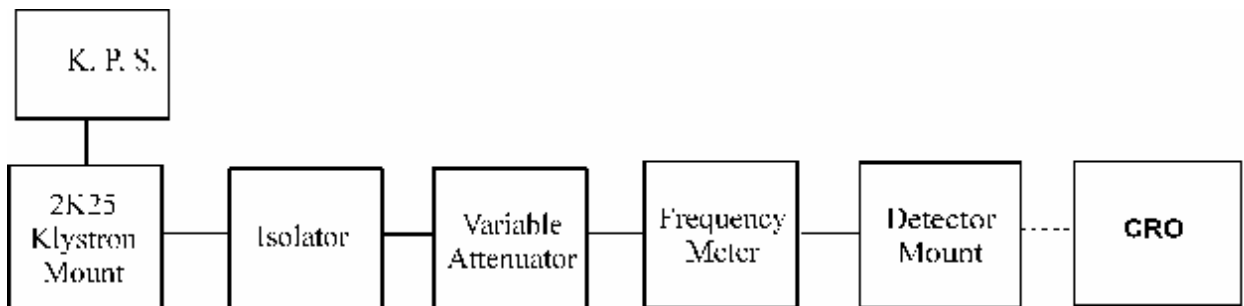 K. P. S.
2K25
Klystron
Mount
Isolator
Variable
Attenuator
Frequency
Meter
Detector
Mount
CRO